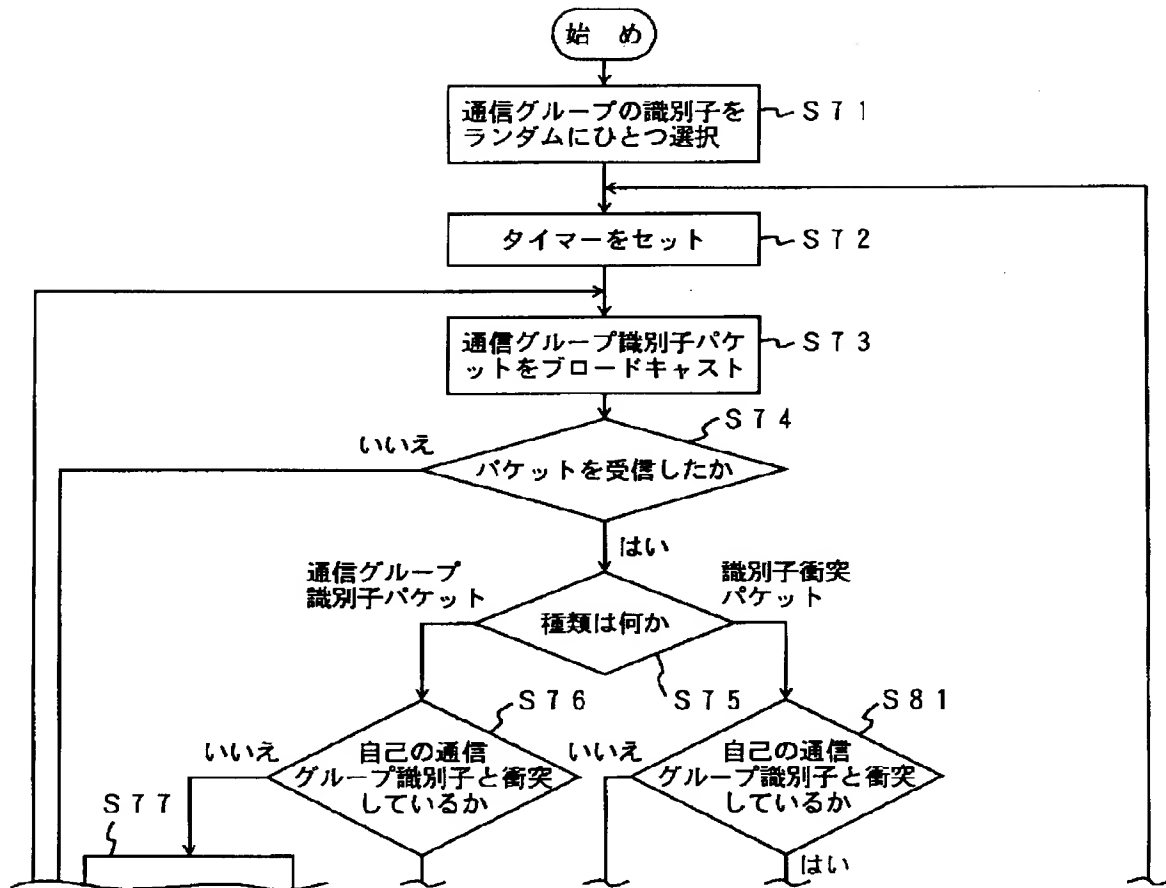 始め
通信グループの識別子を
ランダムにひとつ選択
S71
タイマーをセット
S72
通信グループ識別子パケ
ットをブロードキャスト
S73
S74
いいえ
パケットを受信したか
はい
通信グループ
識別子パケット
識別子衝突
パケット
種類は何か
S75
S76
S81
いいえ
自己の通信
グループ識別子と衝突
しているか
いいえ
自己の通信
グループ識別子と衝突
しているか
S77
はい